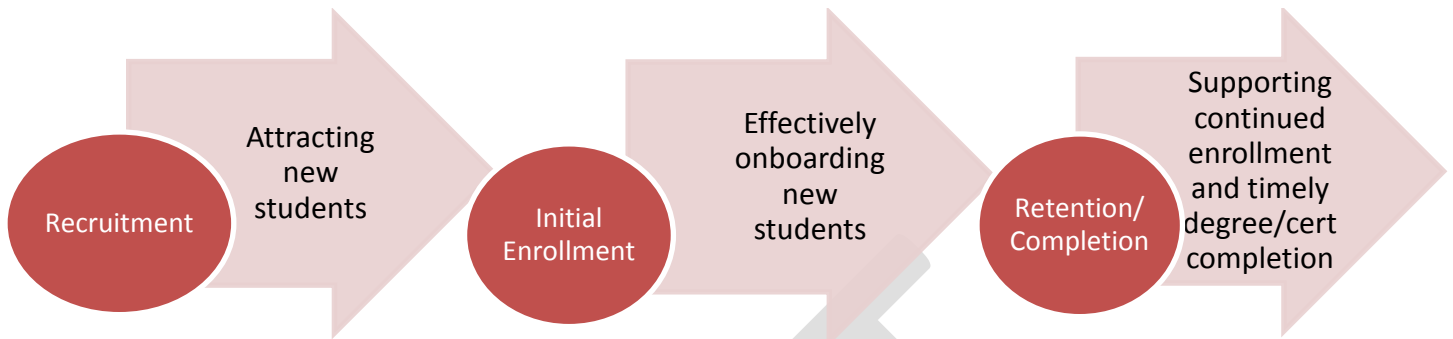 Recruitment
Attracting
new
students
Initial
Enrollment
Effectively
onboarding
new
students
Retention/
Completion
Supporting
continued
enrollment
and timely
degree/cert
completion